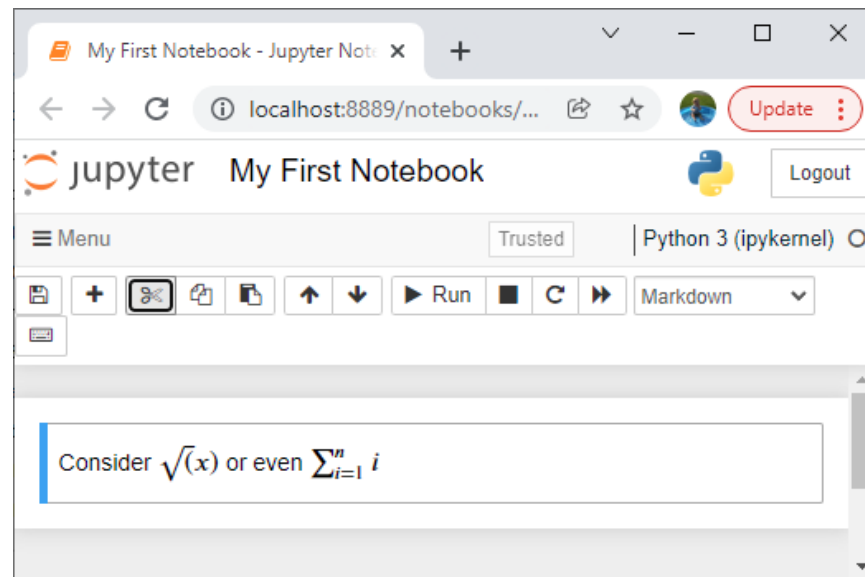 My First Notebook - Jupyter Note
localhost:8889/notebooks/...
Update
jupyter My First Notebook
Logout
Menu
Trusted
Python 3 (ipykernel)
Run
Markdown
Consider √(x) or even ∑ⁿᵢ₌₁ i